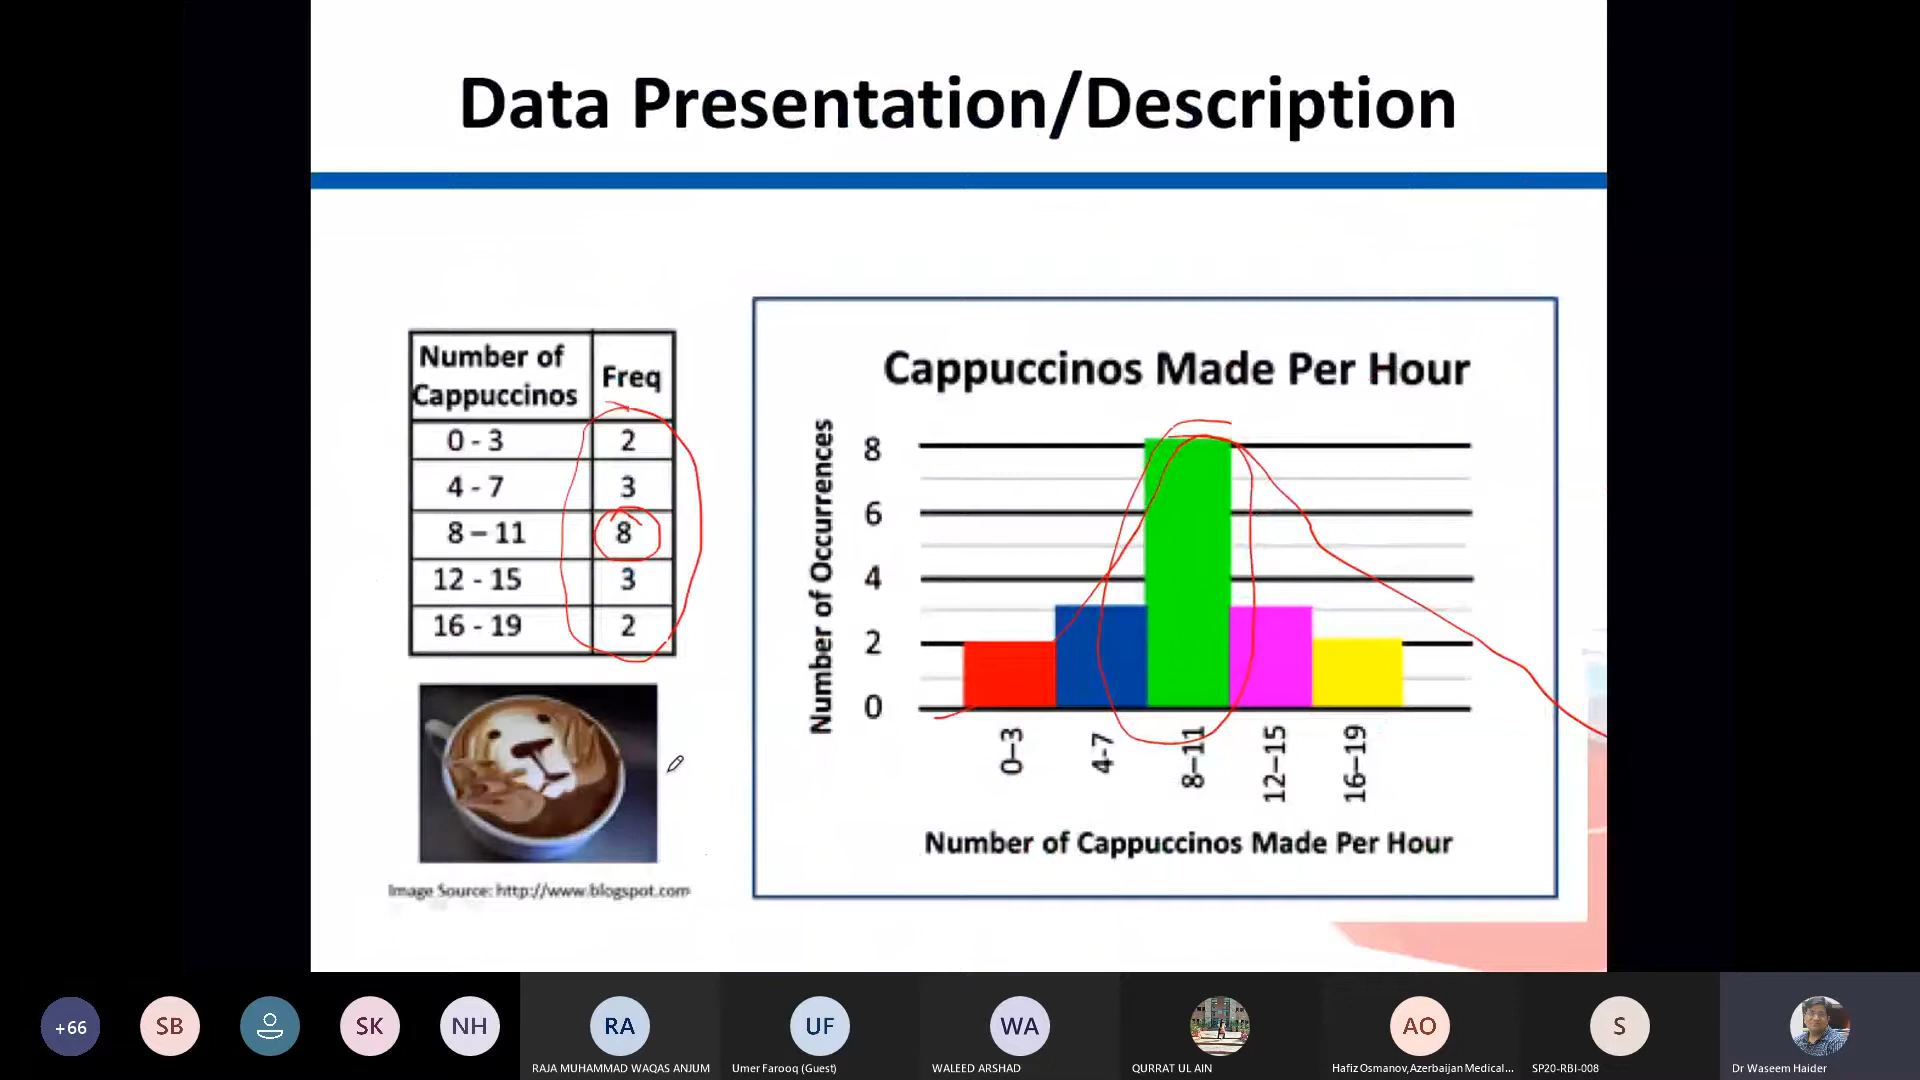 Data Presentation/Description
Number of Cappuccinos Freq
0 - 3 2
4 - 7 3
8 – 11 8
12 - 15 3
16 - 19 2
Image Source: http://www.blogspot.com
Cappuccinos Made Per Hour
Number of Occurrences
8
6
4
2
0
0–3 4-7 8–11 12–15 16–19
Number of Cappuccinos Made Per Hour
+66 SB SK NH RA UF WA AO S
RAJA MUHAMMAD WAQAS ANJUM Umer Farooq (Guest) WALEED ARSHAD QURRAT UL AIN Hafiz Osmanov,Azerbaijan Medical... SP20-RBI-008 Dr Waseem Haider